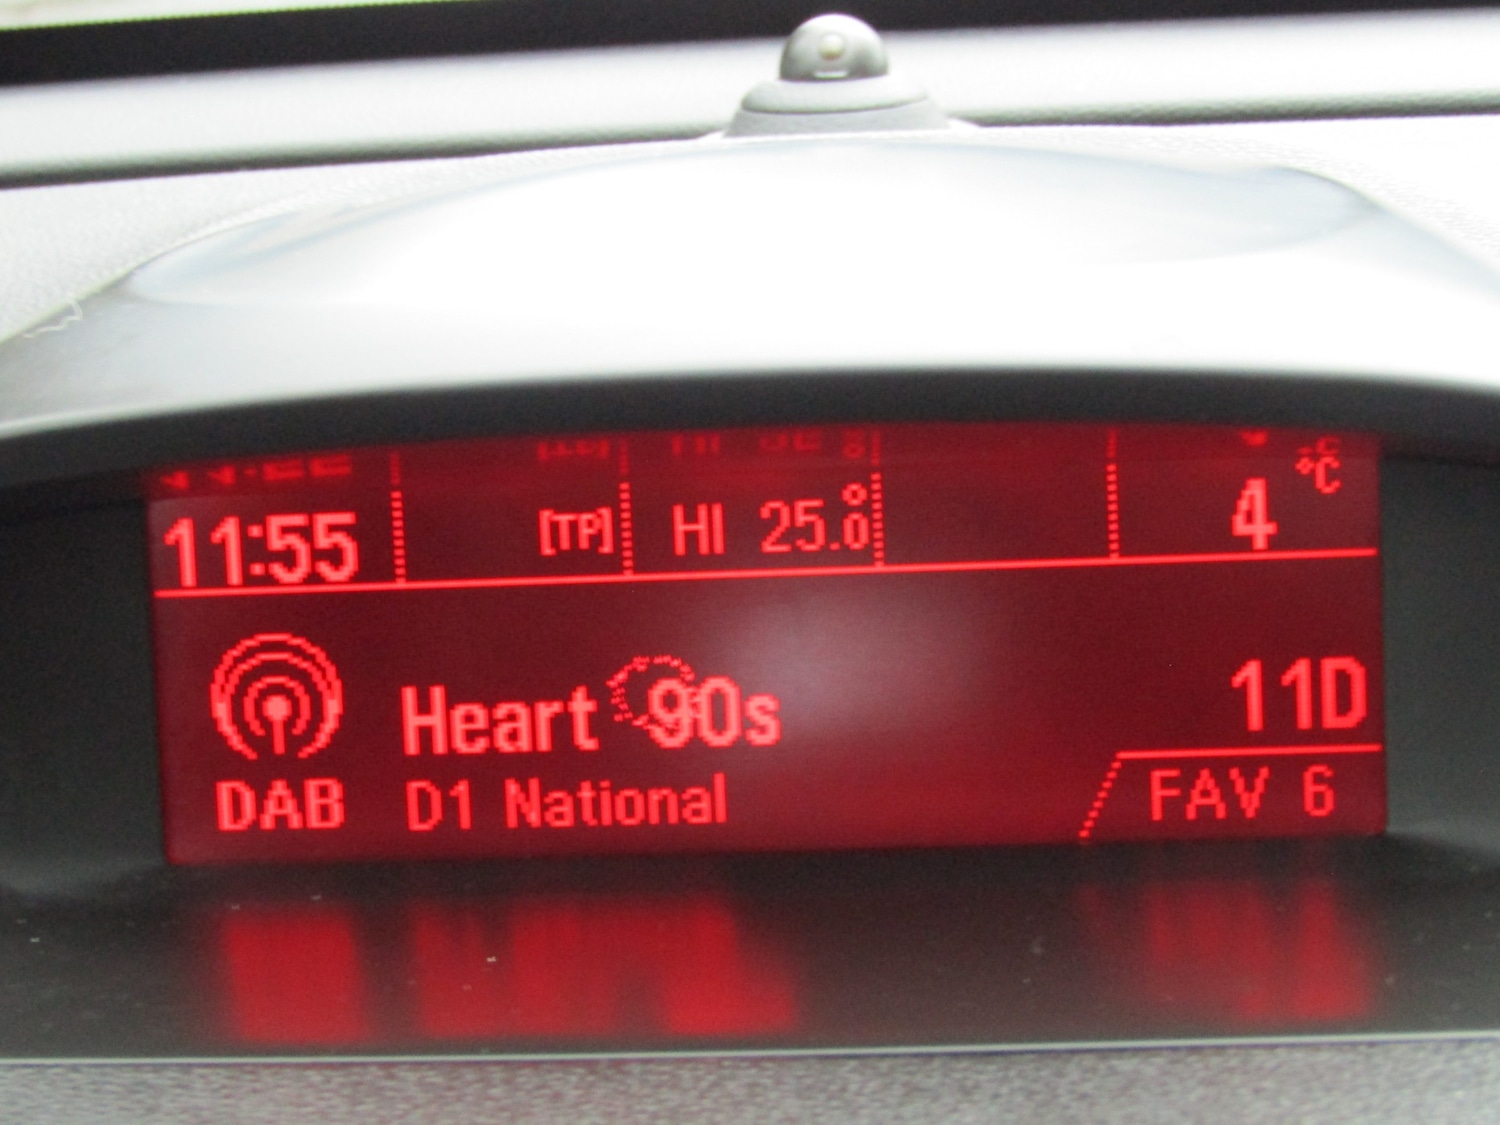 11:55 [TP] HI 25.0° 4 °C
Heart 90s 11D
DAB D1 National FAV 6